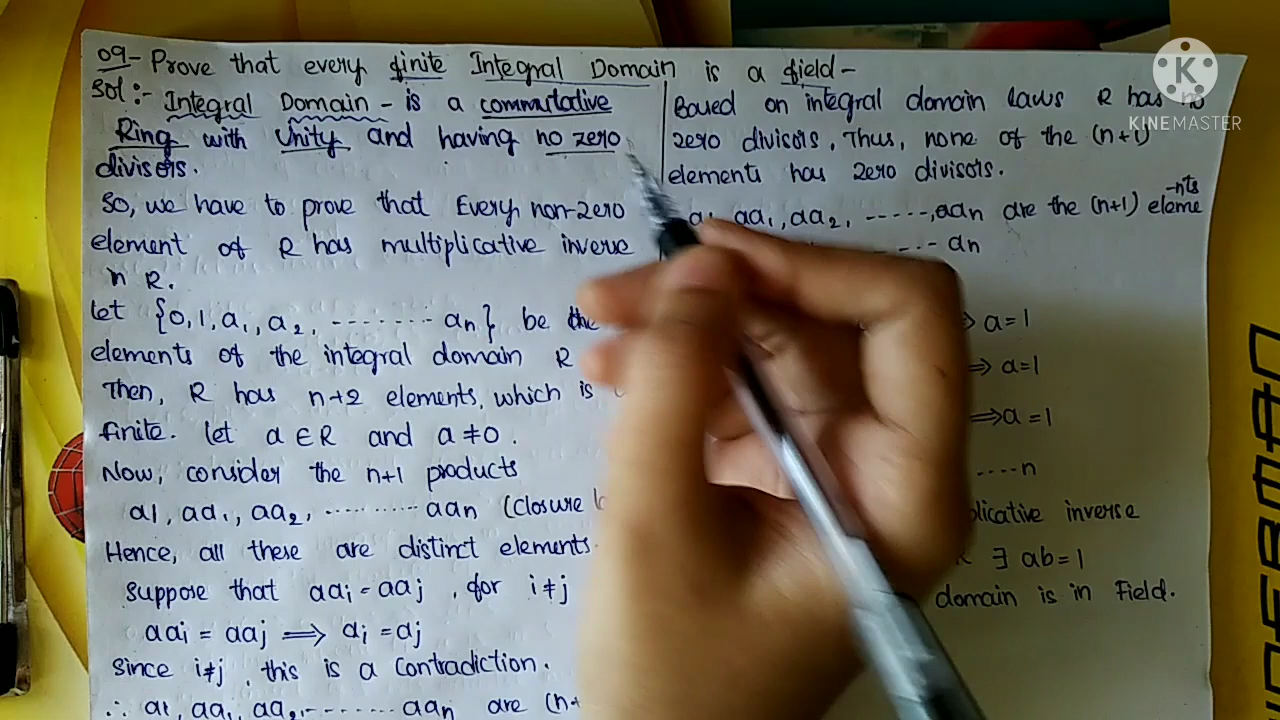 09- Prove that every finite Integral Domain is a field-
Sol:- Integral Domain - is a commutative
Ring with Unity and having no zero
divisors.
So, we have to prove that Every non-zero
element of R has multiplicative inverse
n R.
let {0,1,a₁,a₂, -------- aₙ} be the
elements of the integral domain R
Then, R has n+2 elements, which is
finite. let a ∈R and a ≠0.
Now, consider the n+1 products
a1, aa₁, aa₂, ---------- aaₙ (closure
Hence, all these are distinct elements.
Suppose that aaᵢ = aaⱼ, for i≠j
aaᵢ = aaⱼ ⟹ aᵢ = aⱼ
Since i≠j, this is a contradiction.
∴ a1, aa₁, aa₂,-------- aaₙ are
Based on integral domain laws R has no
zero divisors. Thus, none of the (n+1)
elements has zero divisors.
aa₁, aa₂, -----, aaₙ are the (n+1) eleme-nts
---- aₙ
⟹ a=1
⟹ a=1
⟹ a=1
----n
inverse
∃ ab=1
domain is in Field.
KINEMASTER